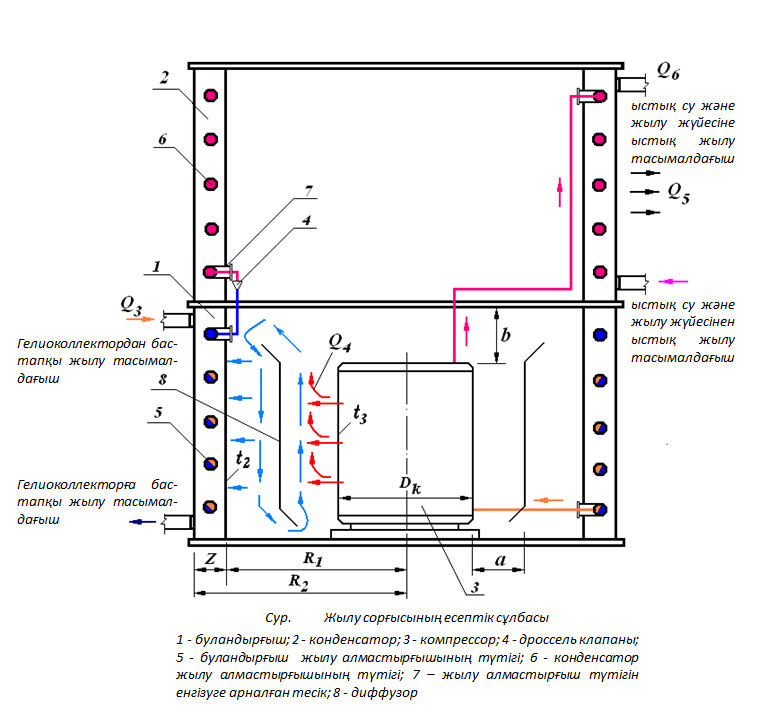 2
Q6
ыстық су және
жылу жүйесіне
ыстық жылу
тасымалдағыш
6
Q5
7
4
1
Q3
ыстық су және
жылу жүйесінен
ыстық жылу
тасымалдағыш
Гелиоколлектордан бас-
тапқы жылу тасымал-
дағыш
b
Q4
8
t3
5
t2
Гелиоколлекторға бас-
тапқы жылу тасымал-
дағыш
Dk
Z
R1
a
R2
3
Сур. Жылу сорғысының есептік сұлбасы
1 - буландырғыш; 2 - конденсатор; 3 - компрессор; 4 - дроссель клапаны;
5 - буландырғыш жылу алмастырғышының түтігі; 6 - конденсатор
жылу алмастырғышының түтігі; 7 – жылу алмастырғыш түтігін
енгізуге арналған тесік; 8 - диффузор